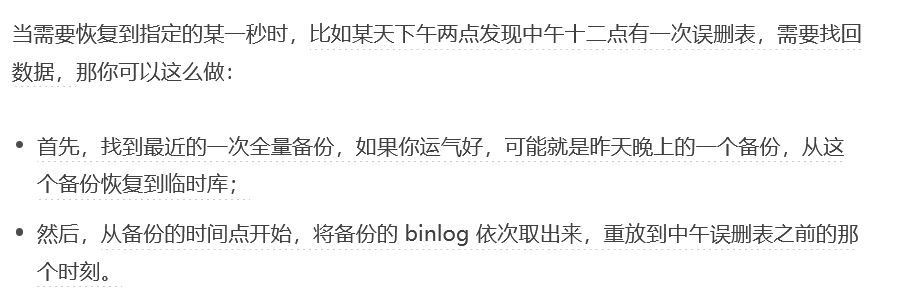 当需要恢复到指定的某一秒时，比如某天下午两点发现中午十二点有一次误删表，需要找回
数据，那你可以这么做：
• 首先，找到最近的一次全量备份，如果你运气好，可能就是昨天晚上的一个备份，从这
个备份恢复到临时库；
• 然后，从备份的时间点开始，将备份的 binlog 依次取出来，重放到中午误删表之前的那
个时刻。